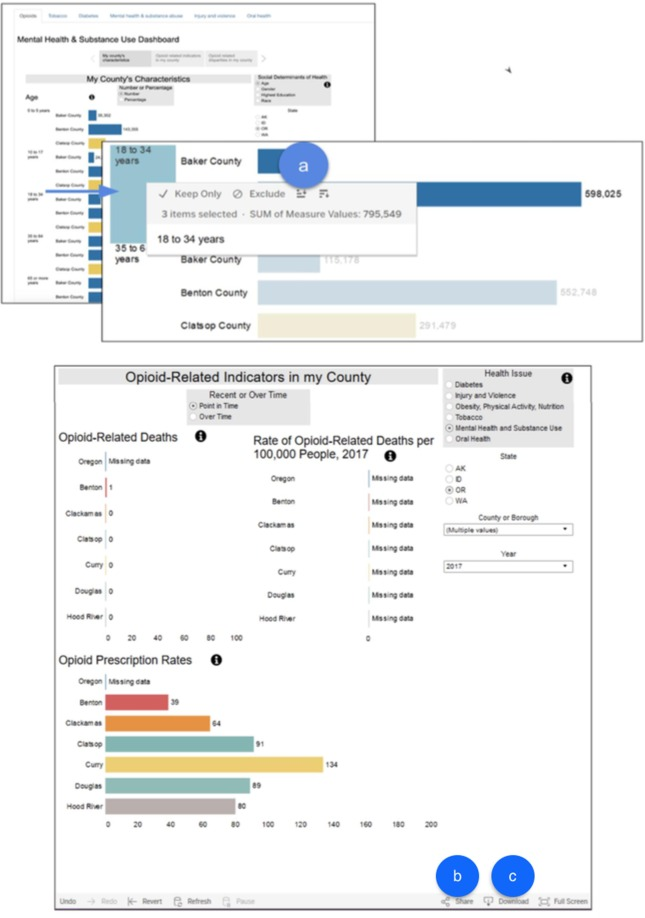 Opioids Tobacco Diabetes Mental health & substance abuse Injury and violence Oral health
Mental Health & Substance Use Dashboard
My county's characteristics
Opioid related indicators in my county
Opioid related disparities in my county
My County's Characteristics
Number or Percentage
Number
Percentage
Social Determinants of Health
Age
Gender
Highest Education
Race
State
AK
ID
OR
WA
Age
0 to 9 years
Baker County
Benton County
Clatsop County
10 to 17 years
Baker County
Benton County
Clatsop County
18 to 34 years
Baker County
Benton County
Clatsop County
35 to 64 years
Baker County
Benton County
Clatsop County
65 or more years
Baker County
Benton County
18 to 34
years
Baker County
a
Keep Only Exclude
598,025
3 items selected · SUM of Measure Values: 795,549
18 to 34 years
35 to 6
years
Baker County 115,178
Benton County 552,748
Clatsop County 291,479
Opioid-Related Indicators in my County
Recent or Over Time
Point in Time
Over Time
Health Issue
Diabetes
Injury and Violence
Obesity, Physical Activity, Nutrition
Tobacco
Mental Health and Substance Use
Oral Health
State
AK
ID
OR
WA
County or Borough
(Multiple values)
Year
2017
Opioid-Related Deaths
Oregon Missing data
Benton 1
Clackamas 0
Clatsop 0
Curry 0
Douglas 0
Hood River 0
0 20 40 60 80 100
Rate of Opioid-Related Deaths per
100,000 People, 2017
Oregon Missing data
Benton Missing data
Clackamas Missing data
Clatsop Missing data
Curry Missing data
Douglas Missing data
Hood River Missing data
0
Opioid Prescription Rates
Oregon Missing data
Benton 39
Clackamas 64
Clatsop 91
Curry 134
Douglas 89
Hood River 80
0 20 40 60 80 100 120 140 160 180 200
b
c
Undo Redo Revert Refresh Pause Share Download Full Screen